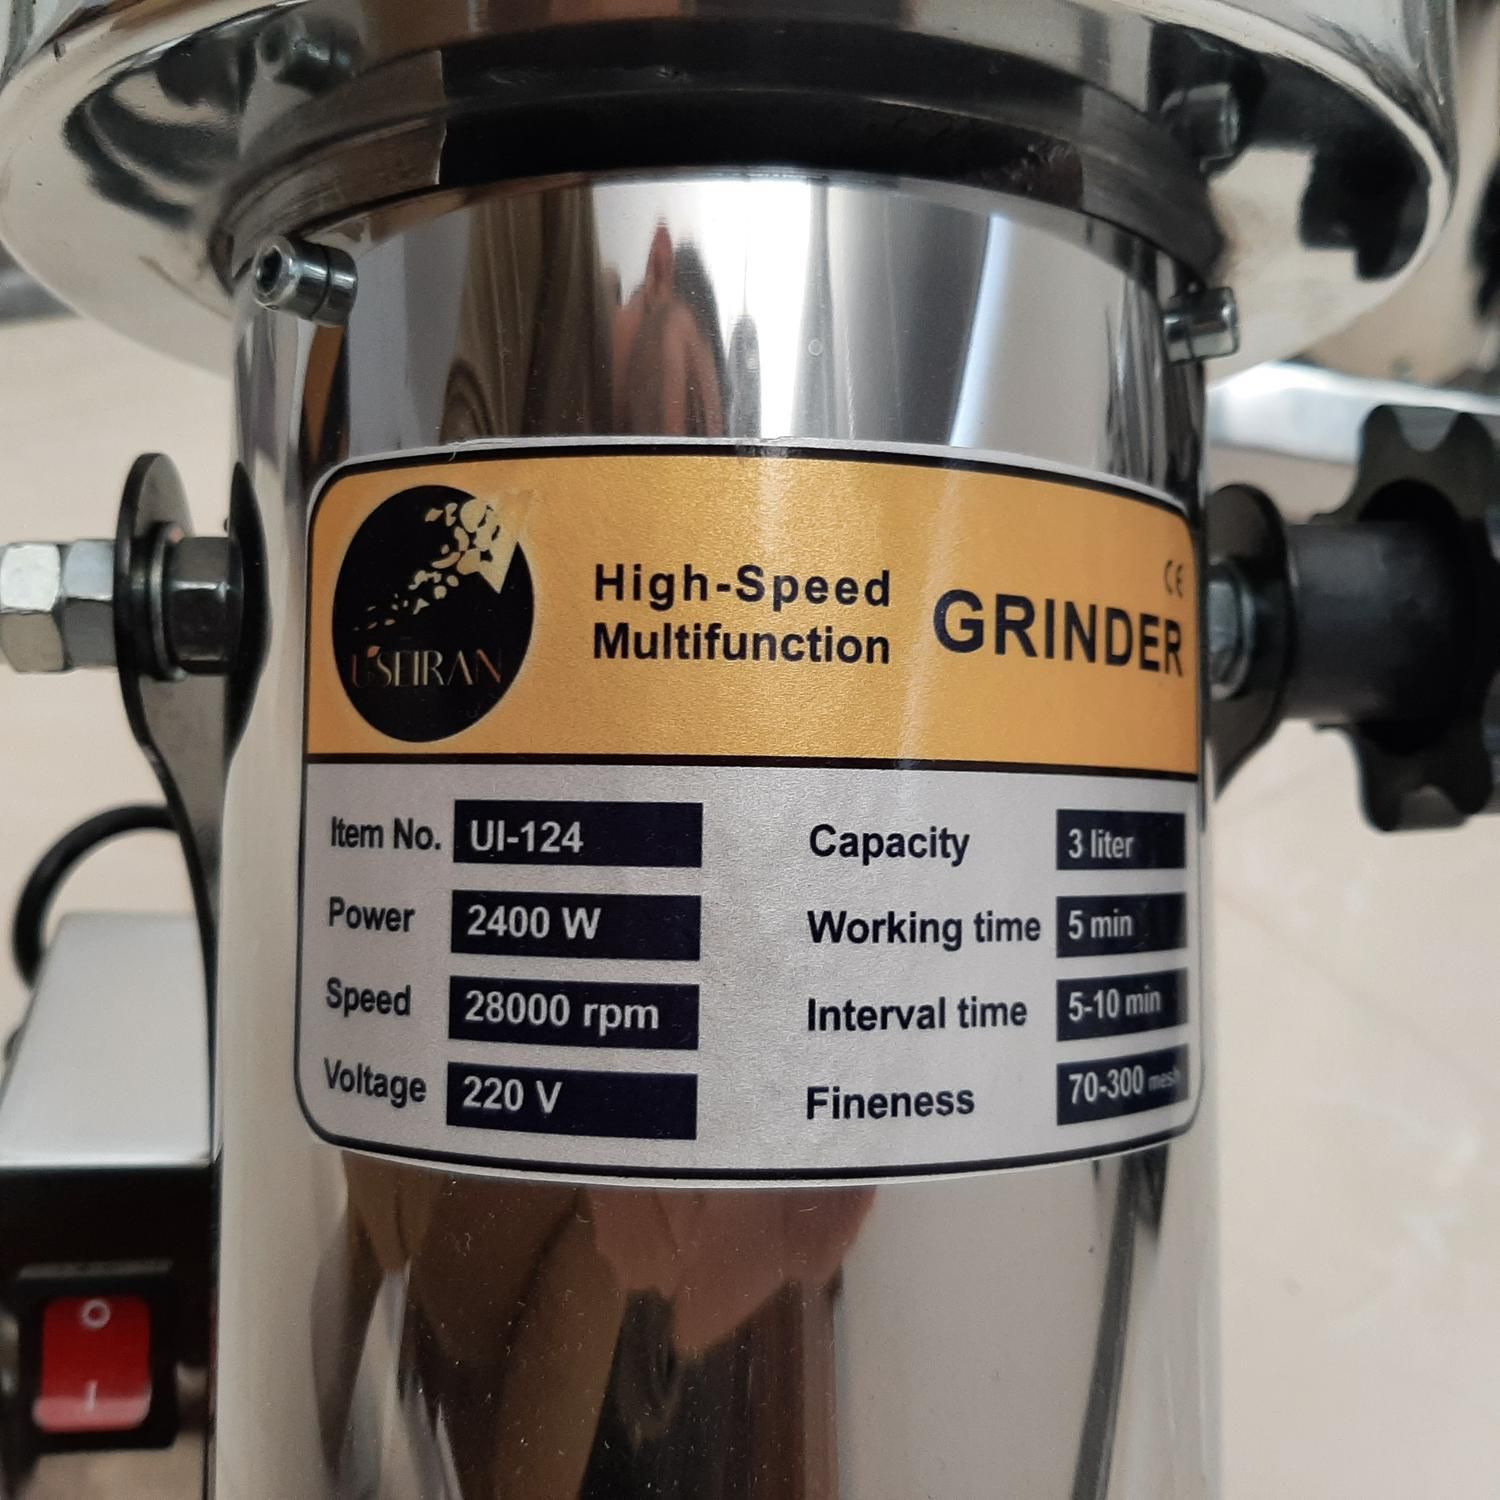 U'SEIRAN
High-Speed
Multifunction
GRINDER
CE
Item No. UI-124
Power 2400 W
Speed 28000 rpm
Voltage 220 V
Capacity 3 liter
Working time 5 min
Interval time 5-10 min
Fineness 70-300 mesh
O
I